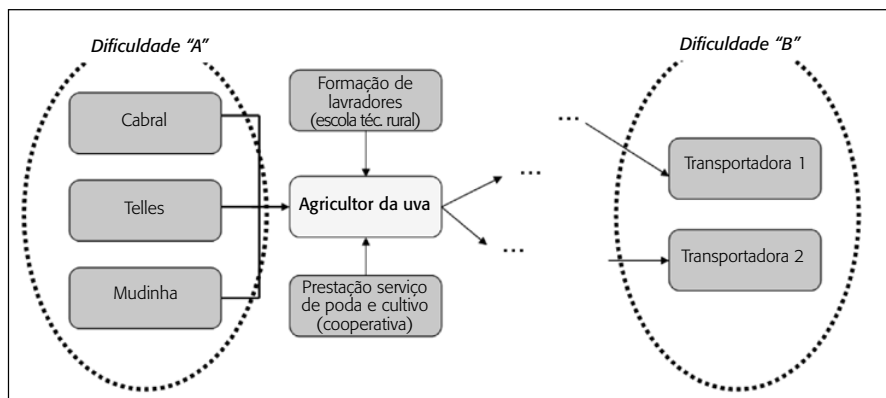 Dificuldade “A”
Dificuldade “B”
Cabral
Telles
Mudinha
Formação de
lavradores
(escola téc. rural)
Agricultor da uva
Prestação serviço
de poda e cultivo
(cooperativa)
...
...
...
Transportadora 1
Transportadora 2